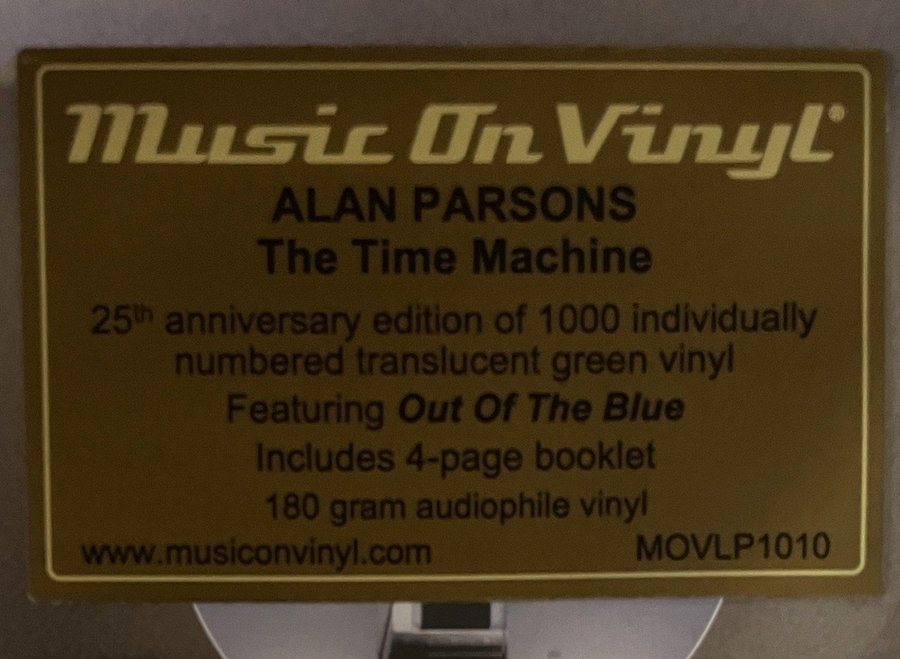 Music On Vinyl®
ALAN PARSONS
The Time Machine
25th anniversary edition of 1000 individually
numbered translucent green vinyl
Featuring Out Of The Blue
Includes 4-page booklet
180 gram audiophile vinyl
www.musiconvinyl.com MOVLP1010